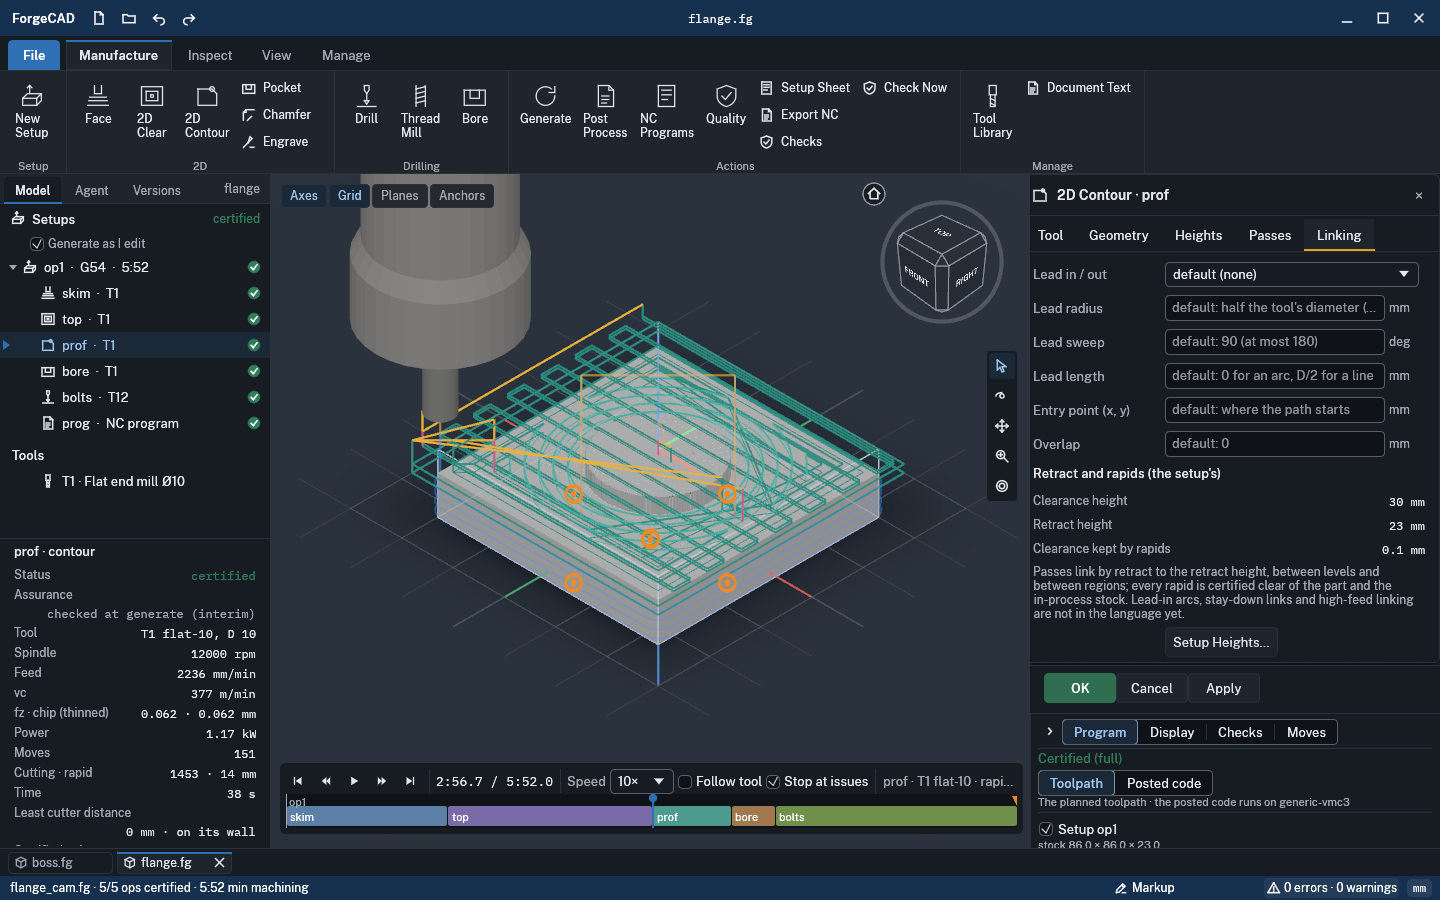 ForgeCAD
flange.fg
File
Manufacture
Inspect
View
Manage
New Setup
Setup
Face
2D Clear
2D Contour
Pocket
Chamfer
Engrave
2D
Drill
Thread Mill
Bore
Drilling
Generate
Post Process
NC Programs
Quality
Setup Sheet
Export NC
Checks
Check Now
Actions
Tool Library
Document Text
Manage
Model
Agent
Versions
flange
Setups
certified
Generate as I edit
op1 · G54 · 5:52
skim · T1
top · T1
prof · T1
bore · T1
bolts · T12
prog · NC program
Tools
T1 · Flat end mill Ø10
prof · contour
Status certified
Assurance
checked at generate (interim)
Tool T1 flat-10, D 10
Spindle 12000 rpm
Feed 2236 mm/min
vc 377 m/min
fz · chip (thinned) 0.062 · 0.062 mm
Power 1.17 kW
Moves 151
Cutting · rapid 1453 · 14 mm
Time 38 s
Least cutter distance
0 mm · on its wall
Axes
Grid
Planes
Anchors
TOP
FRONT
RIGHT
2:56.7 / 5:52.0
Speed
10×
Follow tool
Stop at issues
prof · T1 flat-10 · rapi...
op1
skim
top
prof
bore
bolts
2D Contour · prof
Tool
Geometry
Heights
Passes
Linking
Lead in / out default (none)
Lead radius default: half the tool's diameter (... mm
Lead sweep default: 90 (at most 180) deg
Lead length default: 0 for an arc, D/2 for a line mm
Entry point (x, y) default: where the path starts mm
Overlap default: 0 mm
Retract and rapids (the setup's)
Clearance height 30 mm
Retract height 23 mm
Clearance kept by rapids 0.1 mm
Passes link by retract to the retract height, between levels and
between regions; every rapid is certified clear of the part and the
in-process stock. Lead-in arcs, stay-down links and high-feed linking
are not in the language yet.
Setup Heights...
OK
Cancel
Apply
Program
Display
Checks
Moves
Certified (full)
Toolpath
Posted code
The planned toolpath · the posted code runs on generic-vmc3
Setup op1
stock 86.0 × 86.0 × 23.0
boss.fg
flange.fg
flange_cam.fg · 5/5 ops certified · 5:52 min machining
Markup
0 errors · 0 warnings
mm